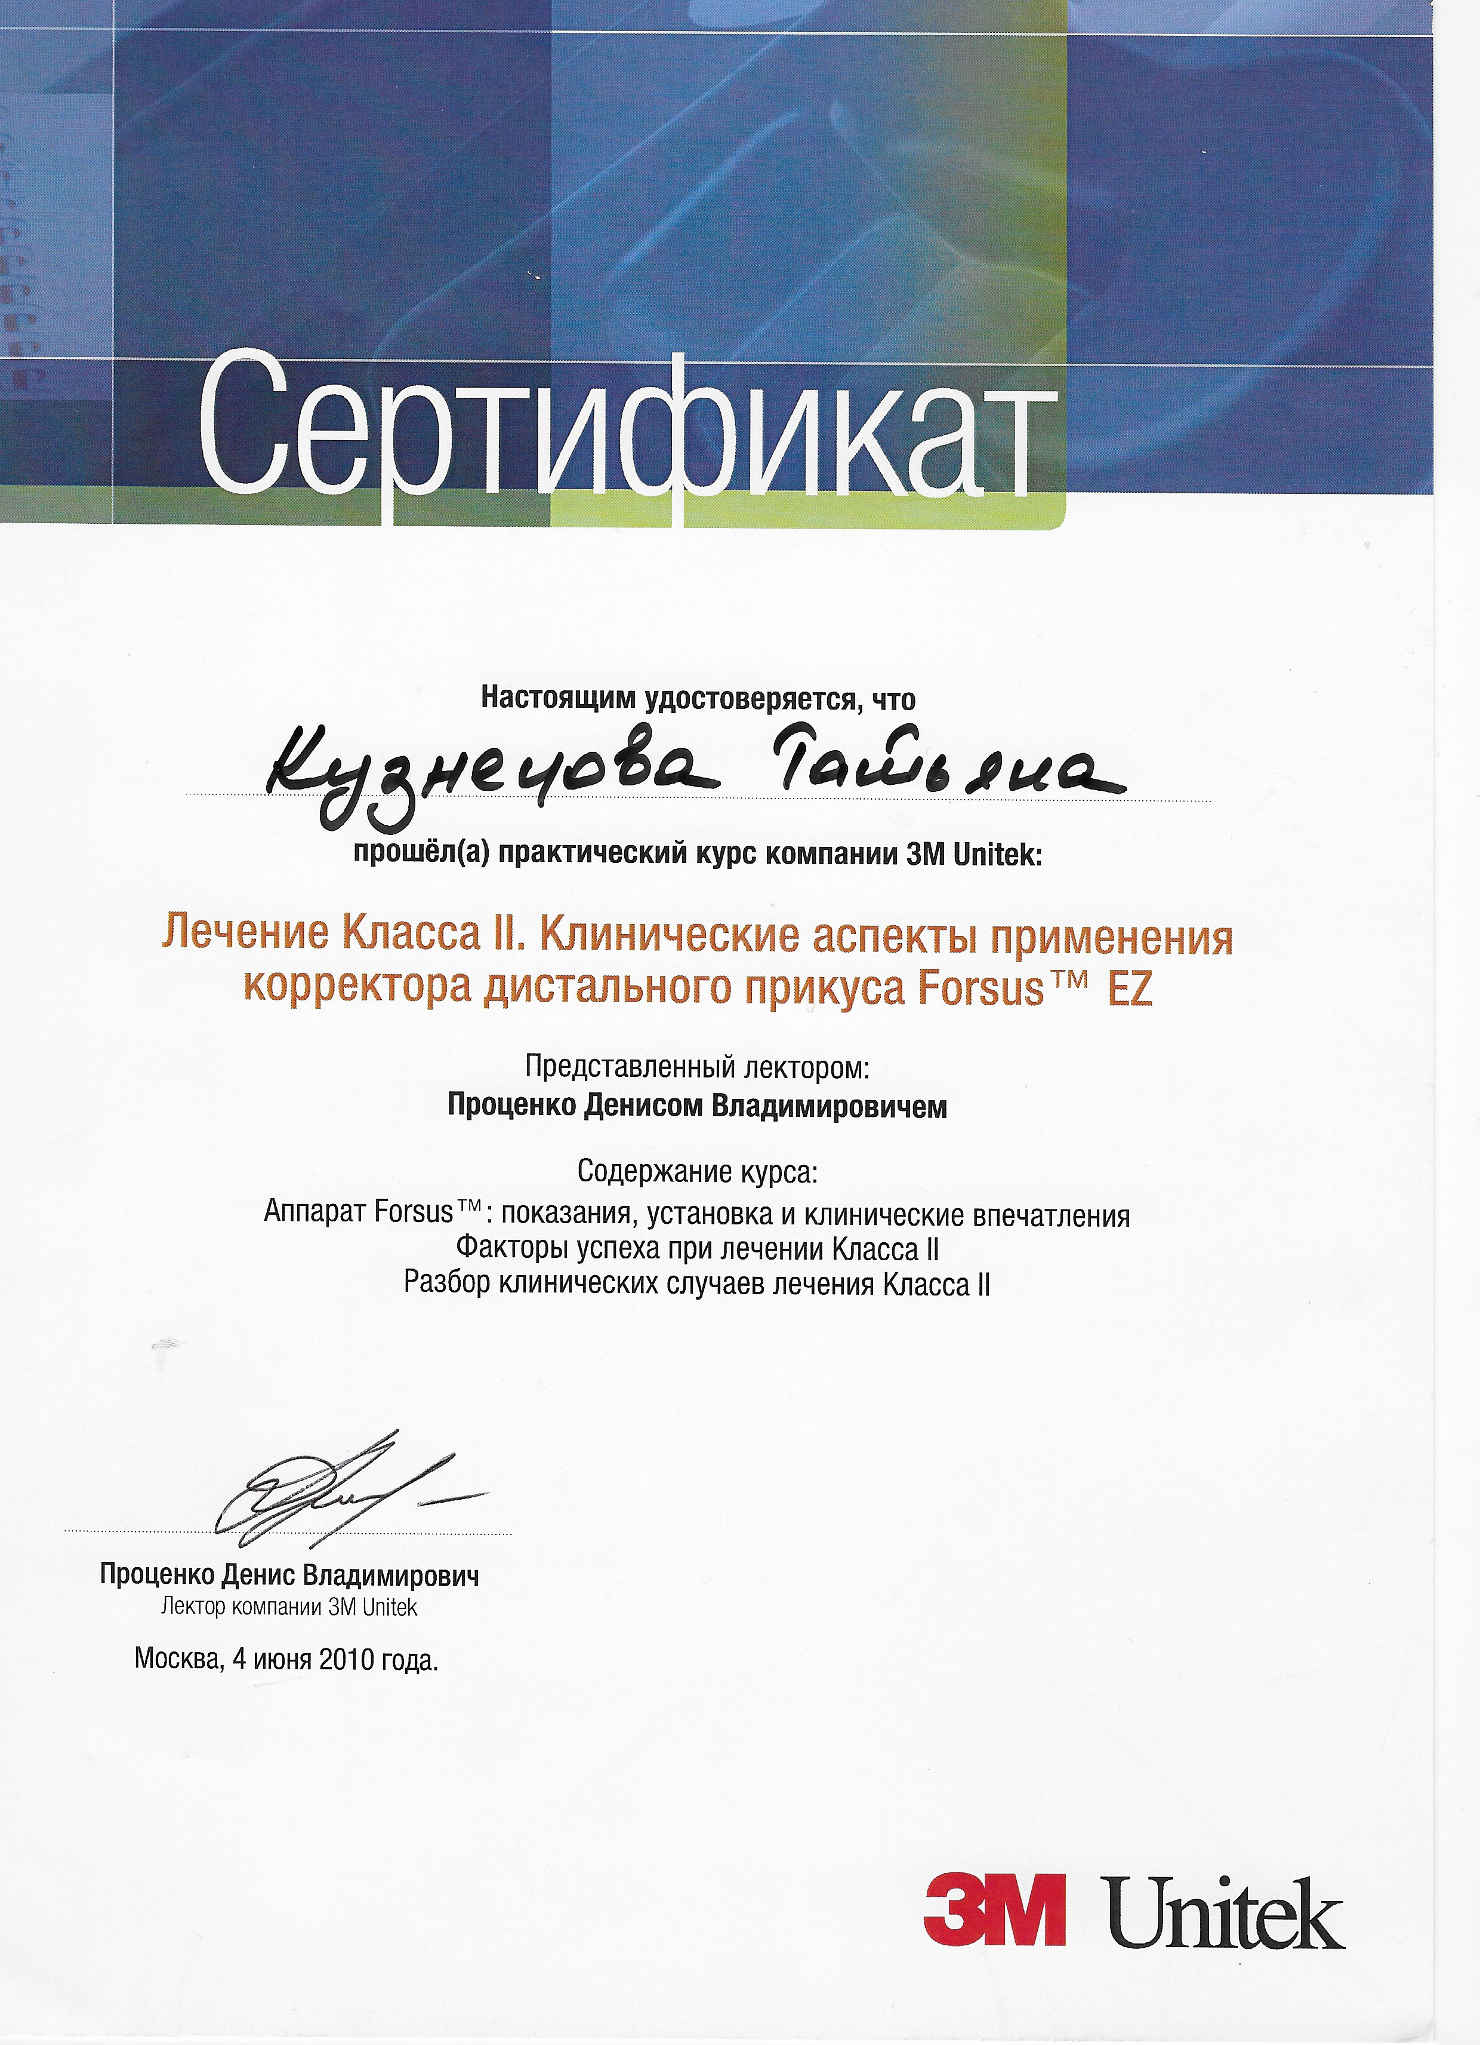 Сертификат
Настоящим удостоверяется, что
Кузнецова Татьяна
прошёл(а) практический курс компании 3M Unitek:
Лечение Класса II. Клинические аспекты применения
корректора дистального прикуса Forsus™ EZ
Представленный лектором:
Проценко Денисом Владимировичем
Содержание курса:
Аппарат Forsus™: показания, установка и клинические впечатления
Факторы успеха при лечении Класса II
Разбор клинических случаев лечения Класса II
Проценко Денис Владимирович
Лектор компании 3M Unitek
Москва, 4 июня 2010 года.
3M Unitek